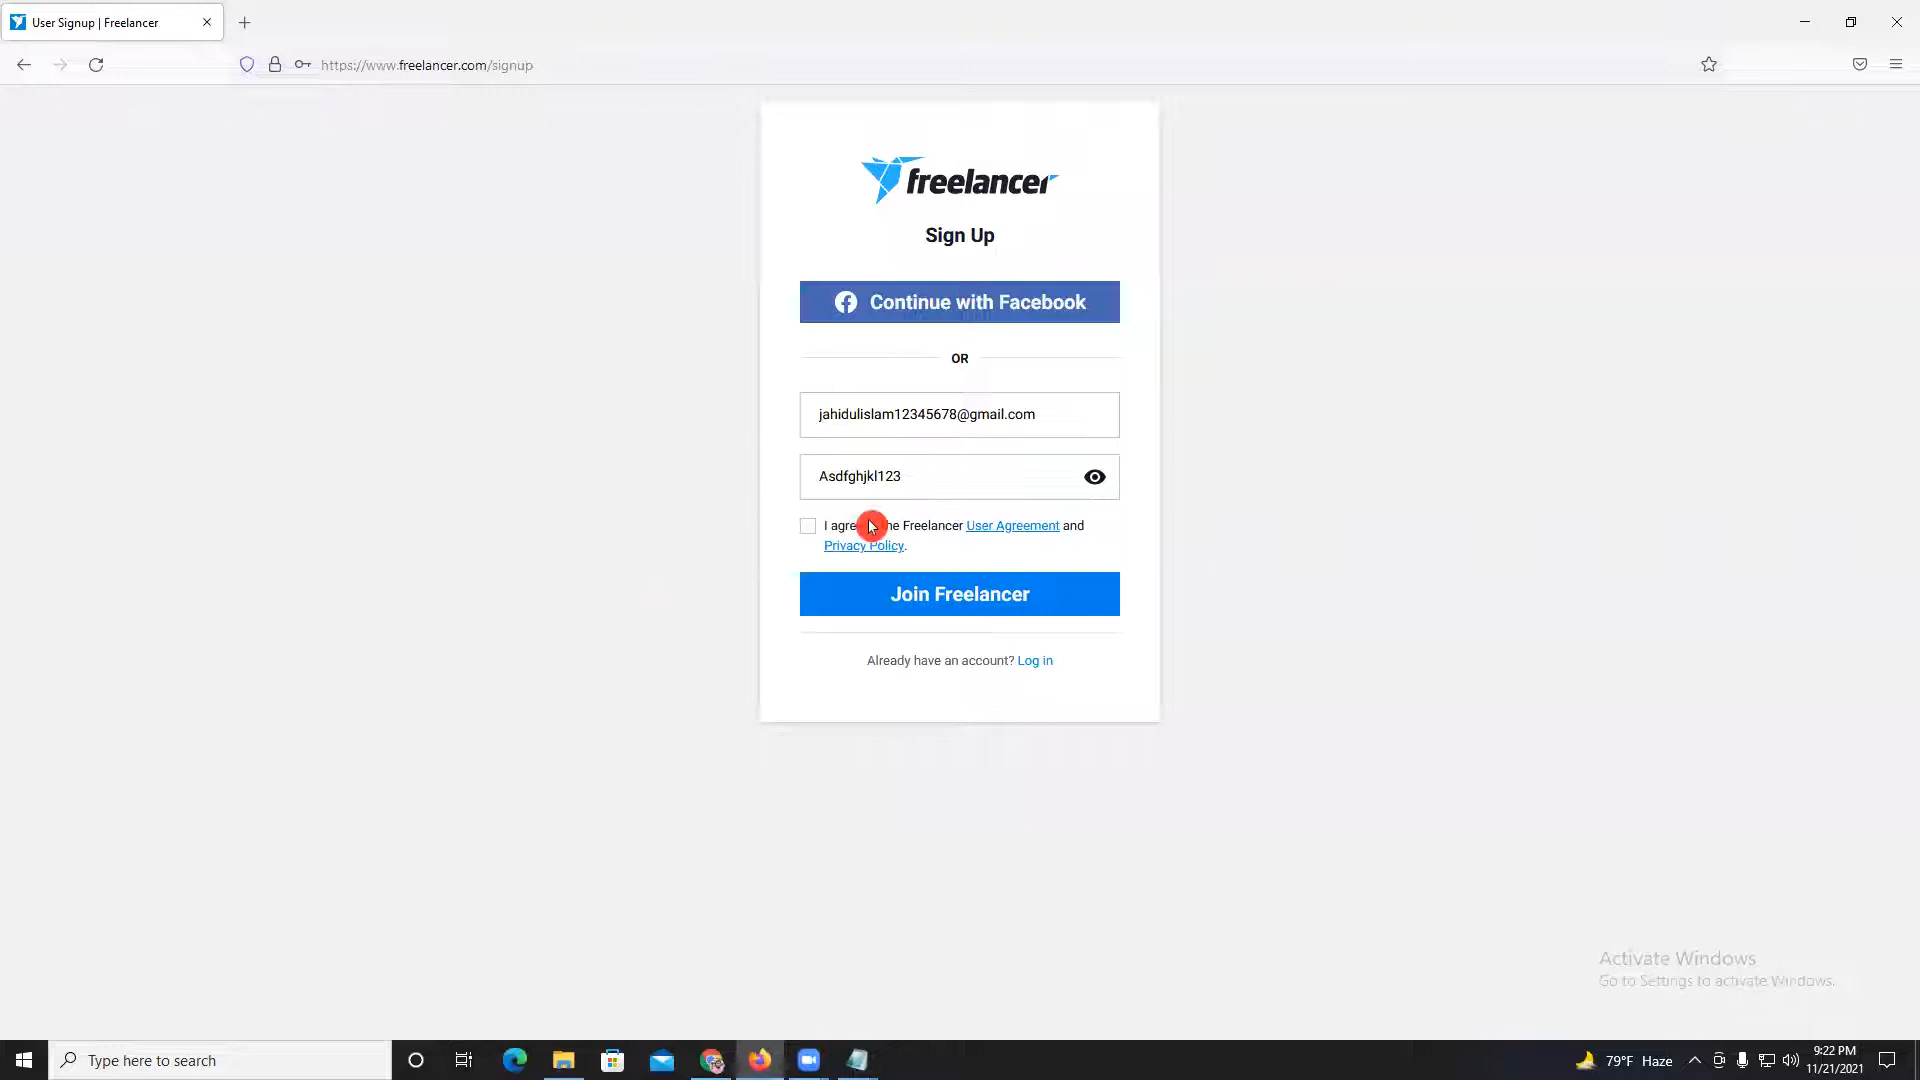 User Signup | Freelancer
https://www.freelancer.com/signup
freelancer
Sign Up
Continue with Facebook
OR
jahidulislam12345678@gmail.com
Asdfghjkl123
I agre he Freelancer User Agreement and
Privacy Policy.
Join Freelancer
Already have an account? Log in
Activate Windows
Go to Settings to activate Windows.
Type here to search
79°F Haze
9:22 PM
11/21/2021